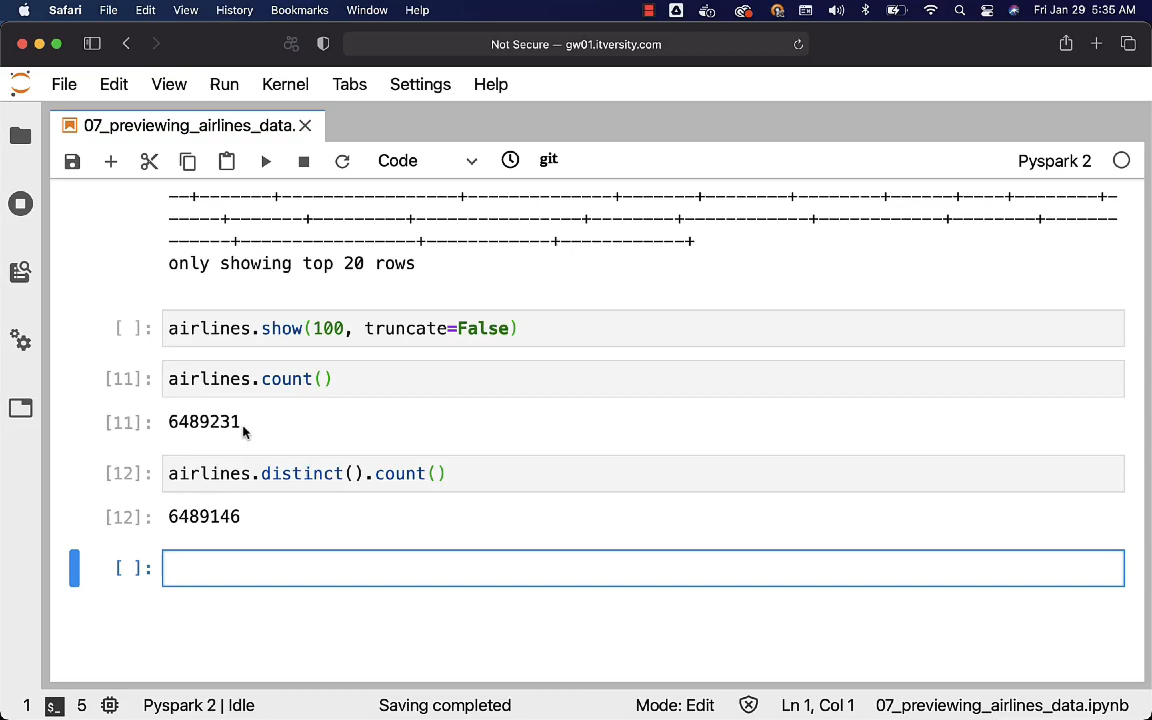 Safari File Edit View History Bookmarks Window Help Fri Jan 29 5:35 AM
Not Secure — gw01.itversity.com
File Edit View Run Kernel Tabs Settings Help
07_previewing_airlines_data.
Code git Pyspark 2
——+———————+——————————————————+———————————————+————————+—————————+—————————+———————+—————+—————————+—
——————+————————+——————————+—————————————————+—————————+—————————————+—————————————+—————————+———————
——————+——————————————————+————————————+————————————+
only showing top 20 rows
[ ]: airlines.show(100, truncate=False)
[11]: airlines.count()
[11]: 6489231
[12]: airlines.distinct().count()
[12]: 6489146
[ ]:
1 $_ 5 Pyspark 2 | Idle Saving completed Mode: Edit Ln 1, Col 1 07_previewing_airlines_data.ipynb